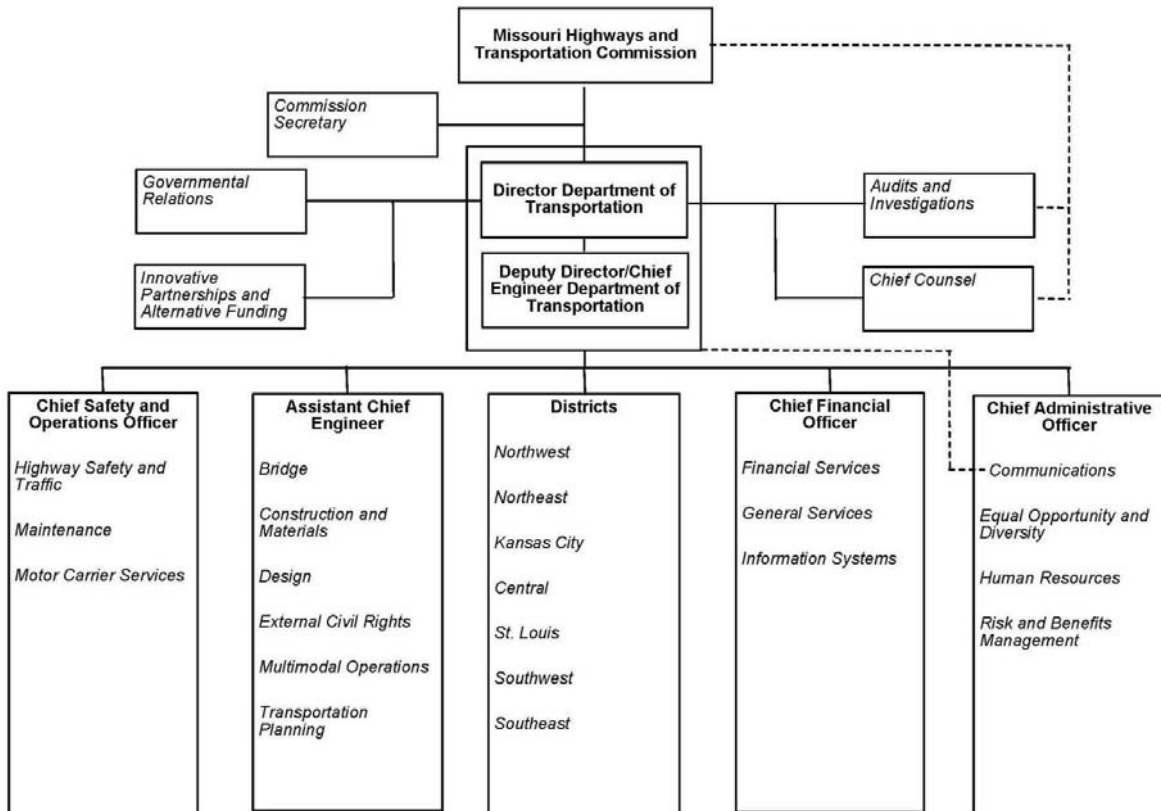 Missouri Highways and
Transportation Commission
Commission
Secretary
Governmental
Relations
Director Department of
Transportation
Audits and
Investigations
Innovative
Partnerships and
Alternative Funding
Deputy Director/Chief
Engineer Department of
Transportation
Chief Counsel
Chief Safety and
Operations Officer
Highway Safety and
Traffic
Maintenance
Motor Carrier Services
Assistant Chief
Engineer
Bridge
Construction and
Materials
Design
External Civil Rights
Multimodal Operations
Transportation
Planning
Districts
Northwest
Northeast
Kansas City
Central
St. Louis
Southwest
Southeast
Chief Financial
Officer
Financial Services
General Services
Information Systems
Chief Administrative
Officer
Communications
Equal Opportunity and
Diversity
Human Resources
Risk and Benefits
Management